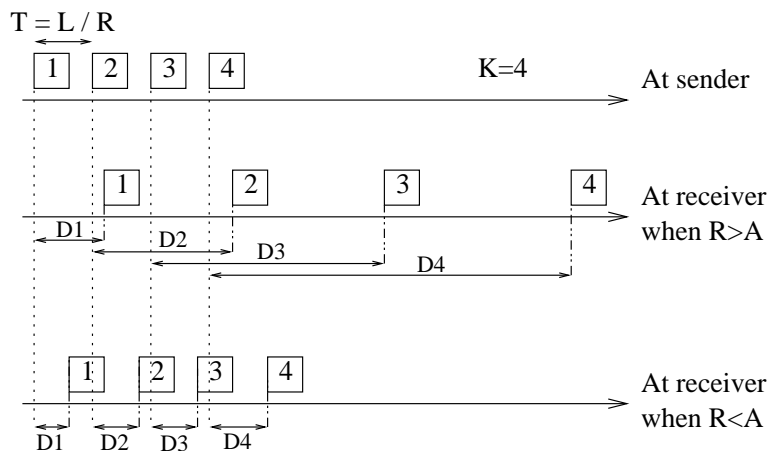 T = L / R
1 2 3 4 K=4 At sender
1 2 3 4 At receiver
when R>A
D1 D2 D3 D4
1 2 3 4 At receiver
when R<A
D1 D2 D3 D4